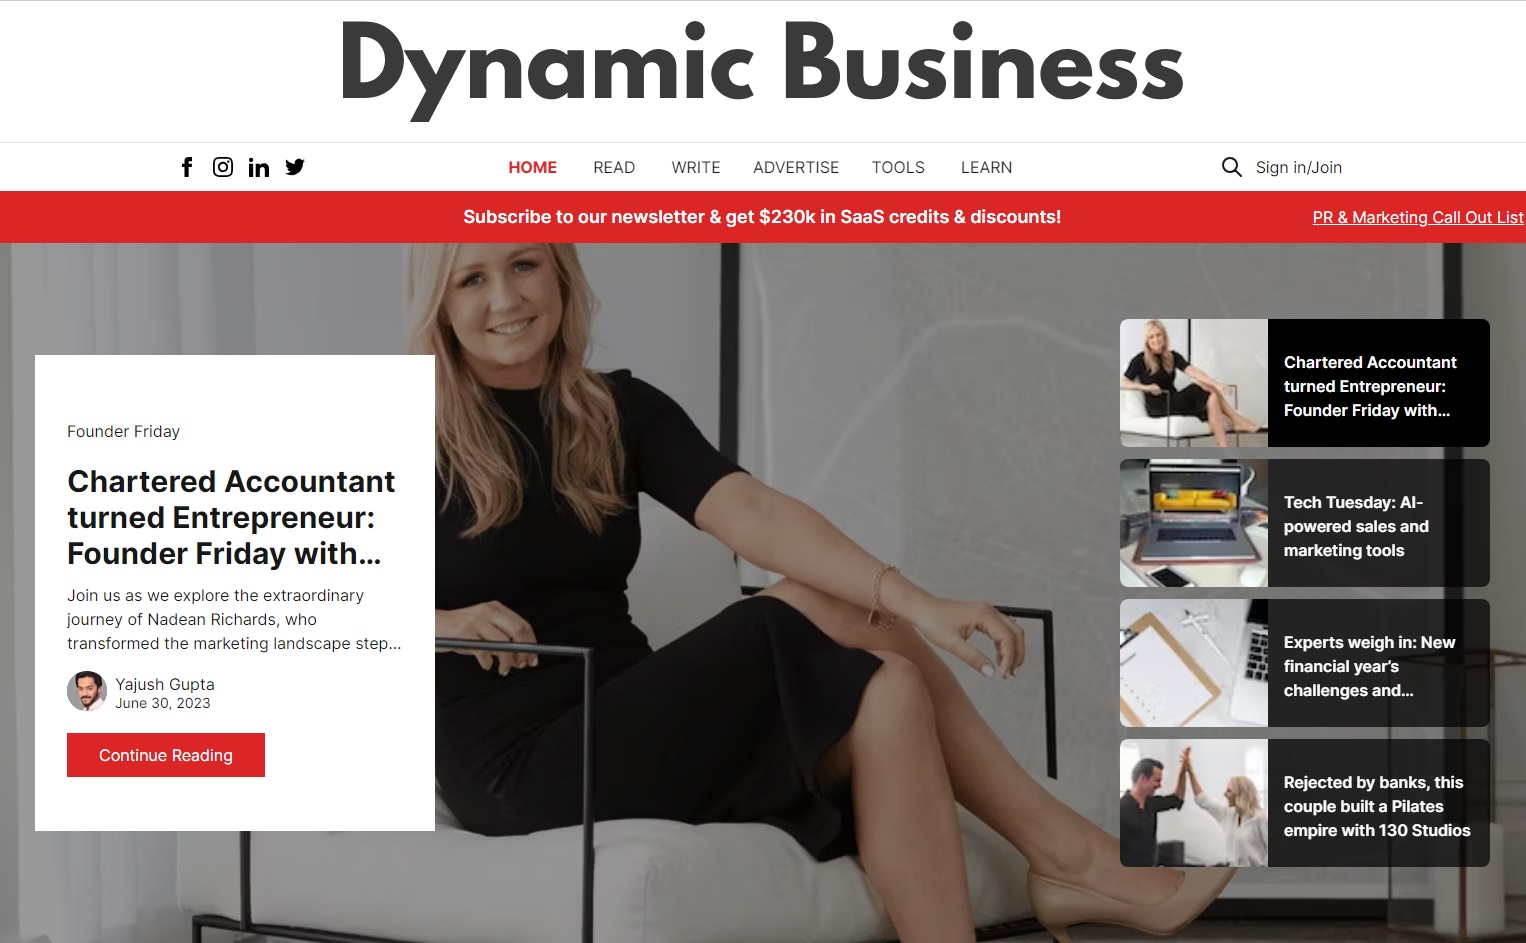 Dynamic Business
HOME READ WRITE ADVERTISE TOOLS LEARN
Sign in/Join
Subscribe to our newsletter & get $230k in SaaS credits & discounts!
PR & Marketing Call Out List
Founder Friday
Chartered Accountant
turned Entrepreneur:
Founder Friday with...
Join us as we explore the extraordinary
journey of Nadean Richards, who
transformed the marketing landscape step...
Yajush Gupta
June 30, 2023
Continue Reading
Chartered Accountant
turned Entrepreneur:
Founder Friday with...
Tech Tuesday: AI-
powered sales and
marketing tools
Experts weigh in: New
financial year’s
challenges and...
Rejected by banks, this
couple built a Pilates
empire with 130 Studios